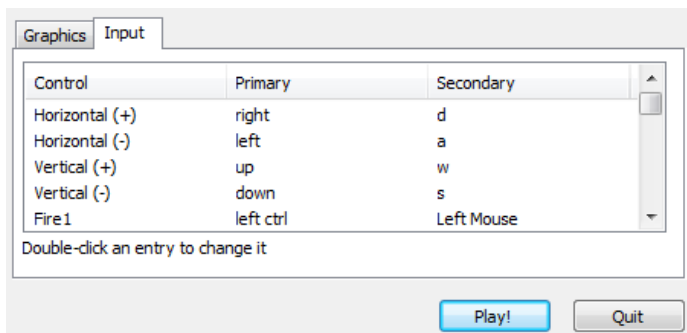 Graphics Input
Control Primary Secondary
Horizontal (+) right d
Horizontal (-) left a
Vertical (+) up w
Vertical (-) down s
Fire1 left ctrl Left Mouse
Double-click an entry to change it
Play! Quit